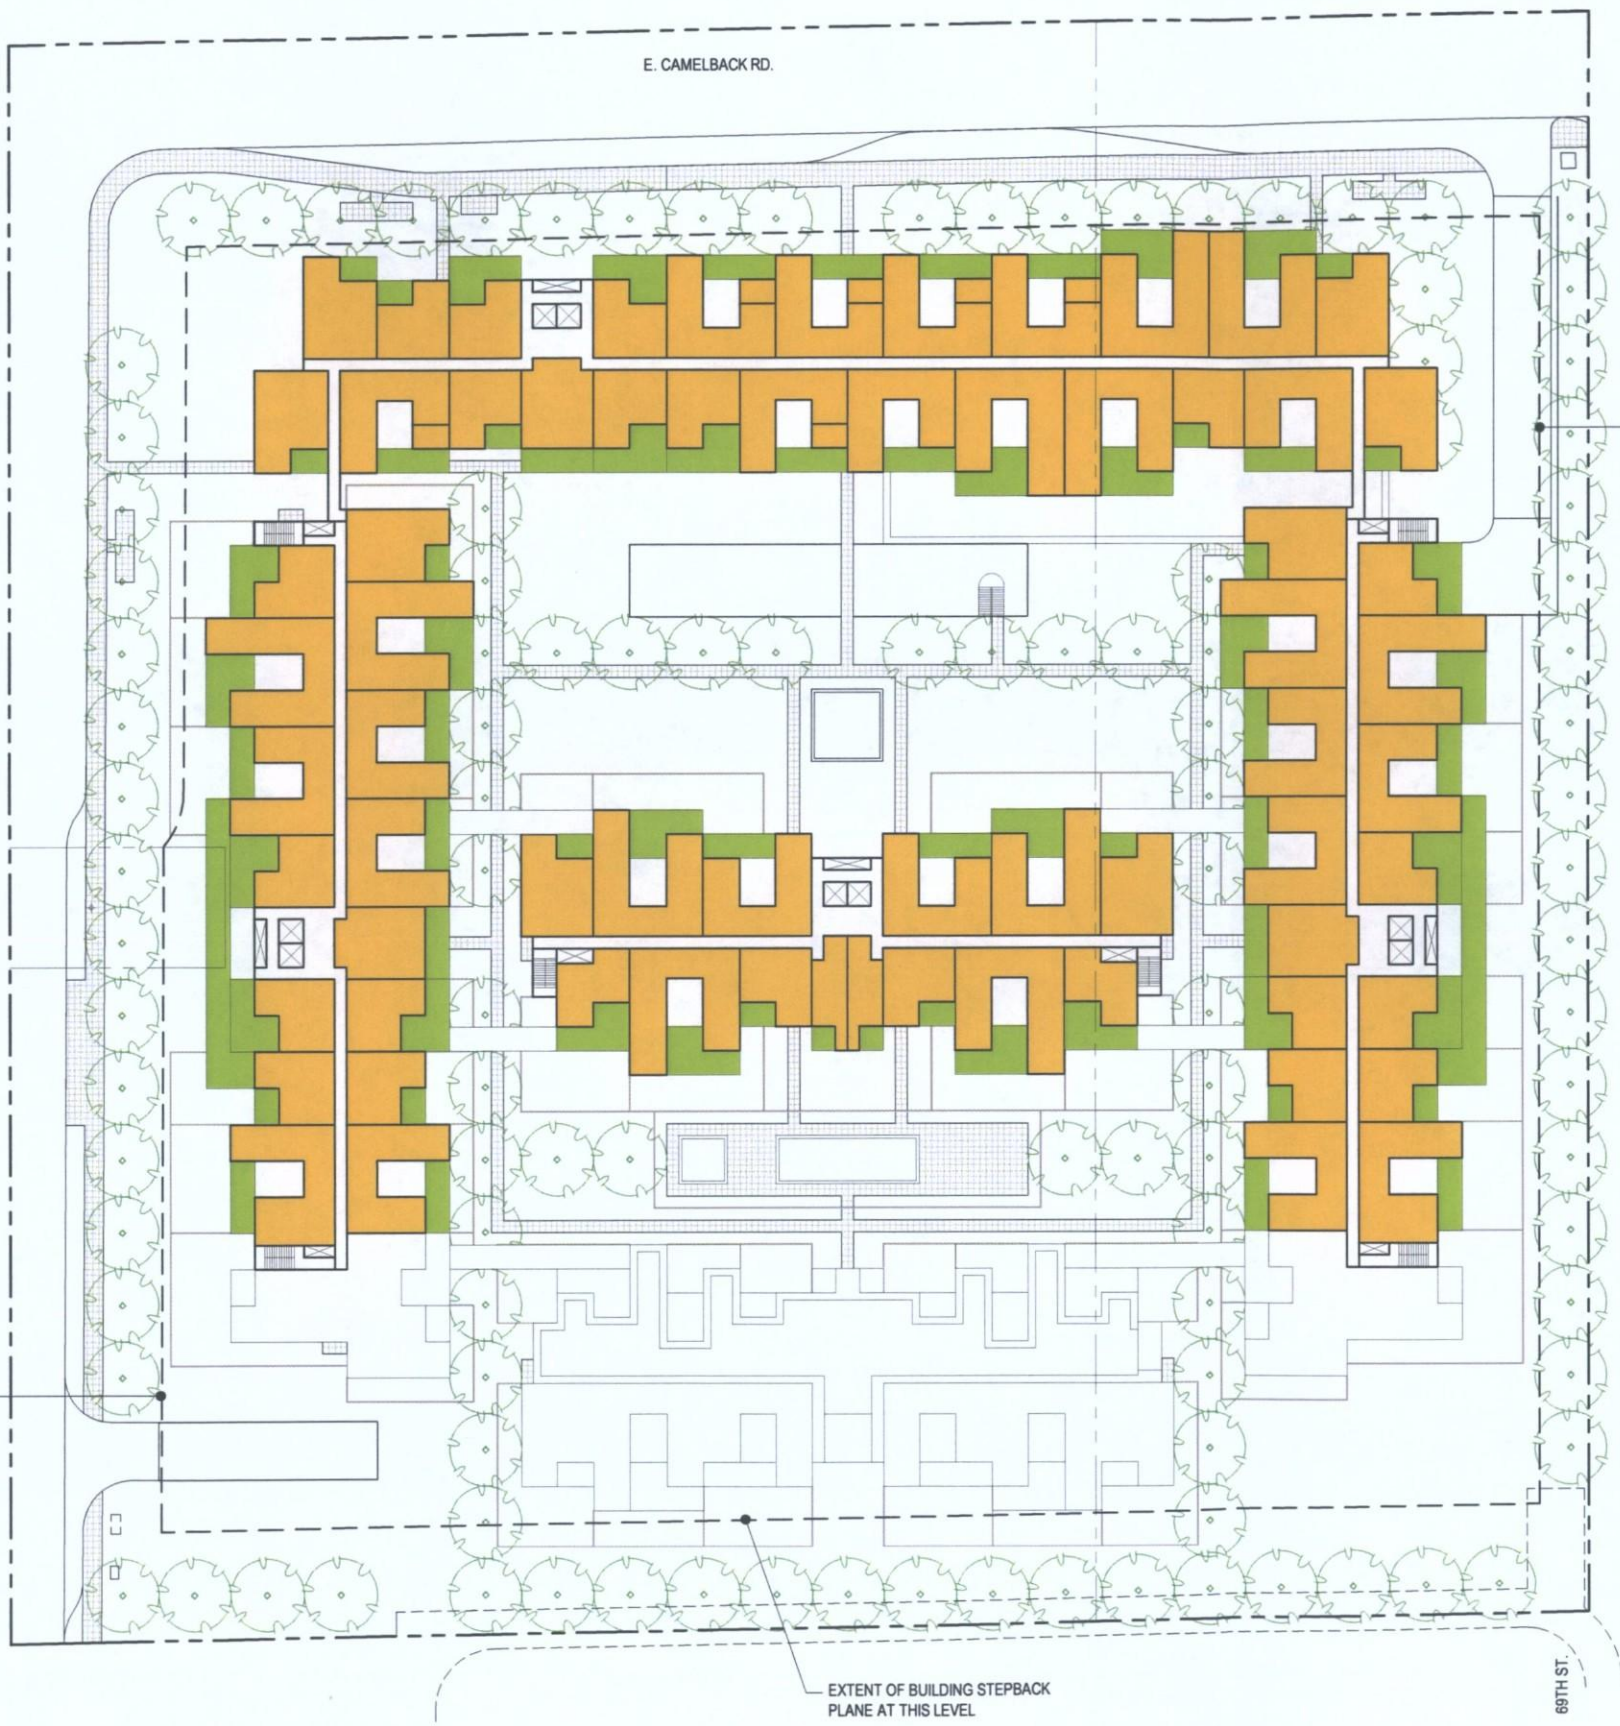 E. CAMELBACK RD.
EXTENT OF BUILDING STEPBACK
PLANE AT THIS LEVEL
69TH ST.